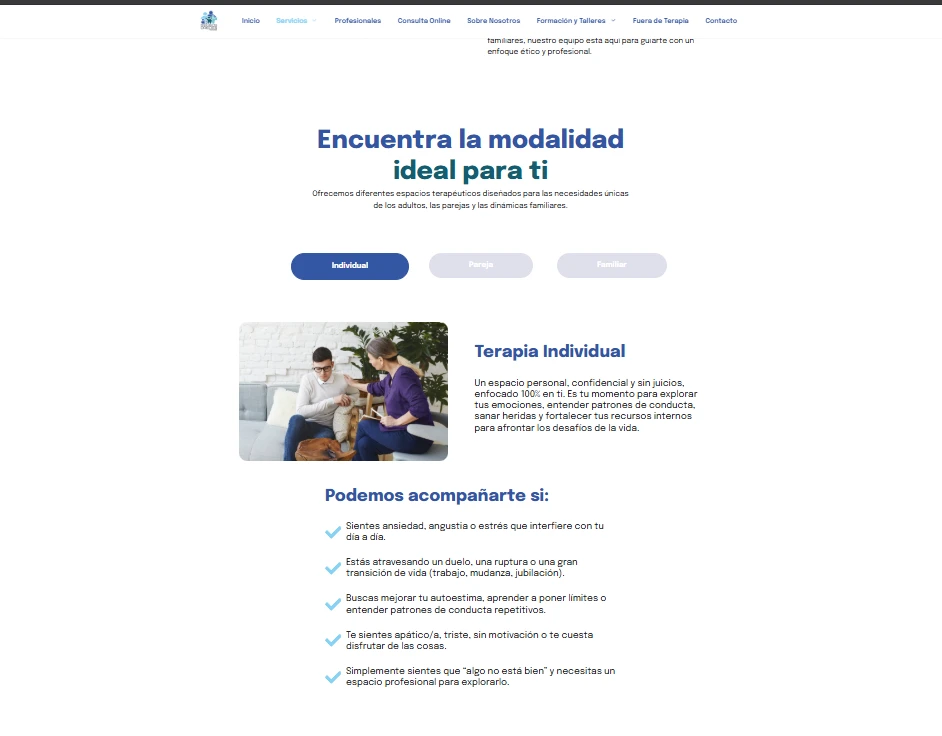 Inicio
Servicios
Profesionales
Consulta Online
Sobre Nosotros
Formación y Talleres
Fuera de Terapia
Contacto
familiares, nuestro equipo está aquí para guiarte con un
enfoque ético y profesional.
Encuentra la modalidad
ideal para ti
Ofrecemos diferentes espacios terapéuticos diseñados para las necesidades únicas
de los adultos, las parejas y las dinámicas familiares.
Individual
Pareja
Familiar
Terapia Individual
Un espacio personal, confidencial y sin juicios,
enfocado 100% en ti. Es tu momento para explorar
tus emociones, entender patrones de conducta,
sanar heridas y fortalecer tus recursos internos
para afrontar los desafíos de la vida.
Podemos acompañarte si:
Sientes ansiedad, angustia o estrés que interfiere con tu
día a día.
Estás atravesando un duelo, una ruptura o una gran
transición de vida (trabajo, mudanza, jubilación).
Buscas mejorar tu autoestima, aprender a poner límites o
entender patrones de conducta repetitivos.
Te sientes apático/a, triste, sin motivación o te cuesta
disfrutar de las cosas.
Simplemente sientes que “algo no está bien” y necesitas un
espacio profesional para explorarlo.